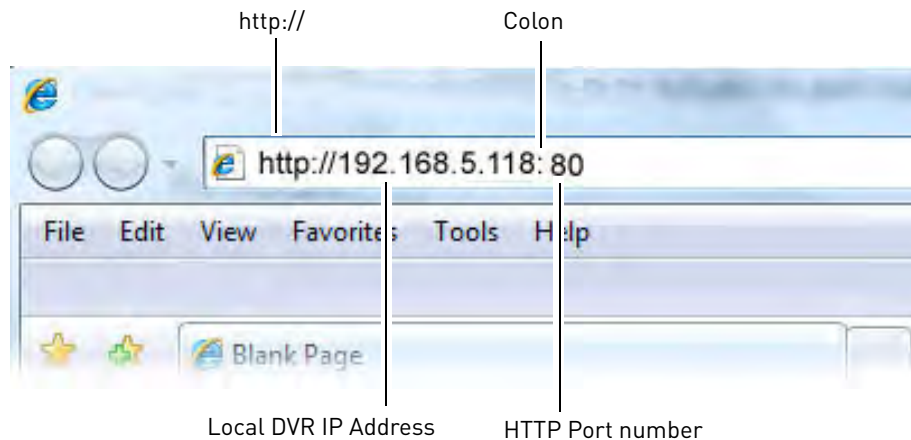 http:// Colon
http://192.168.5.118: 80
File Edit View Favorites Tools Help
Blank Page
Local DVR IP Address HTTP Port number